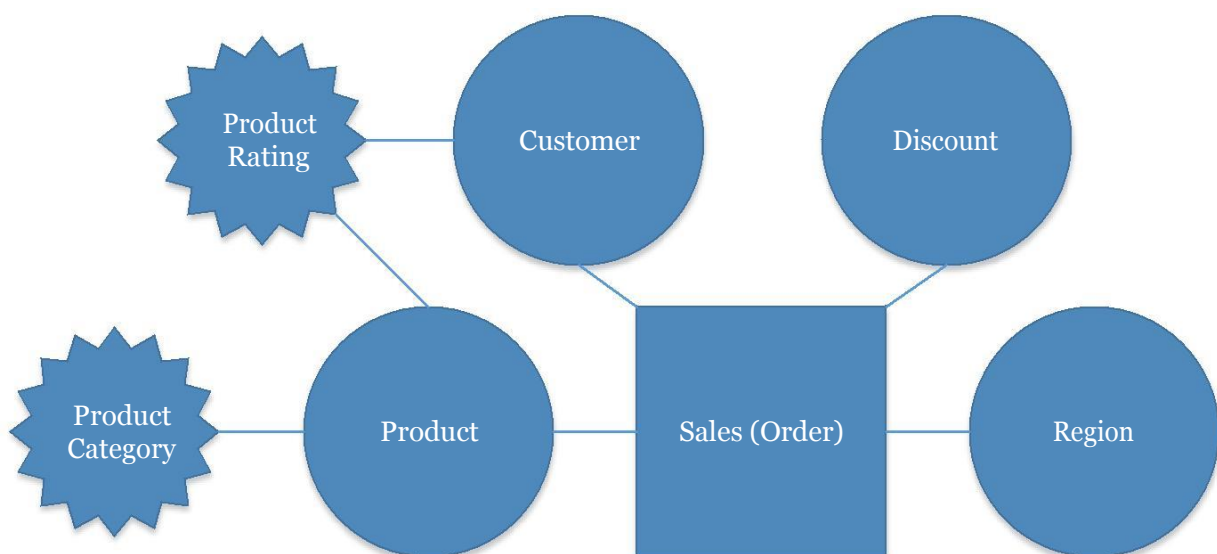 Product
Rating
Customer
Discount
Product
Category
Product
Sales (Order)
Region